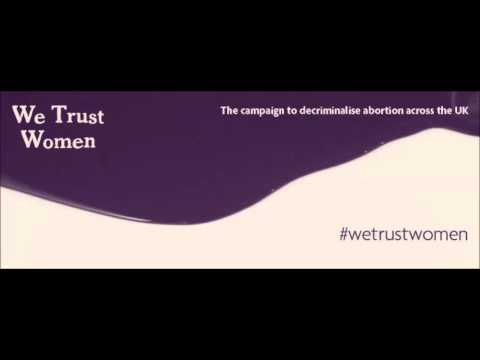 We Trust
Women
The campaign to decriminalise abortion across the UK
#wetrustwomen